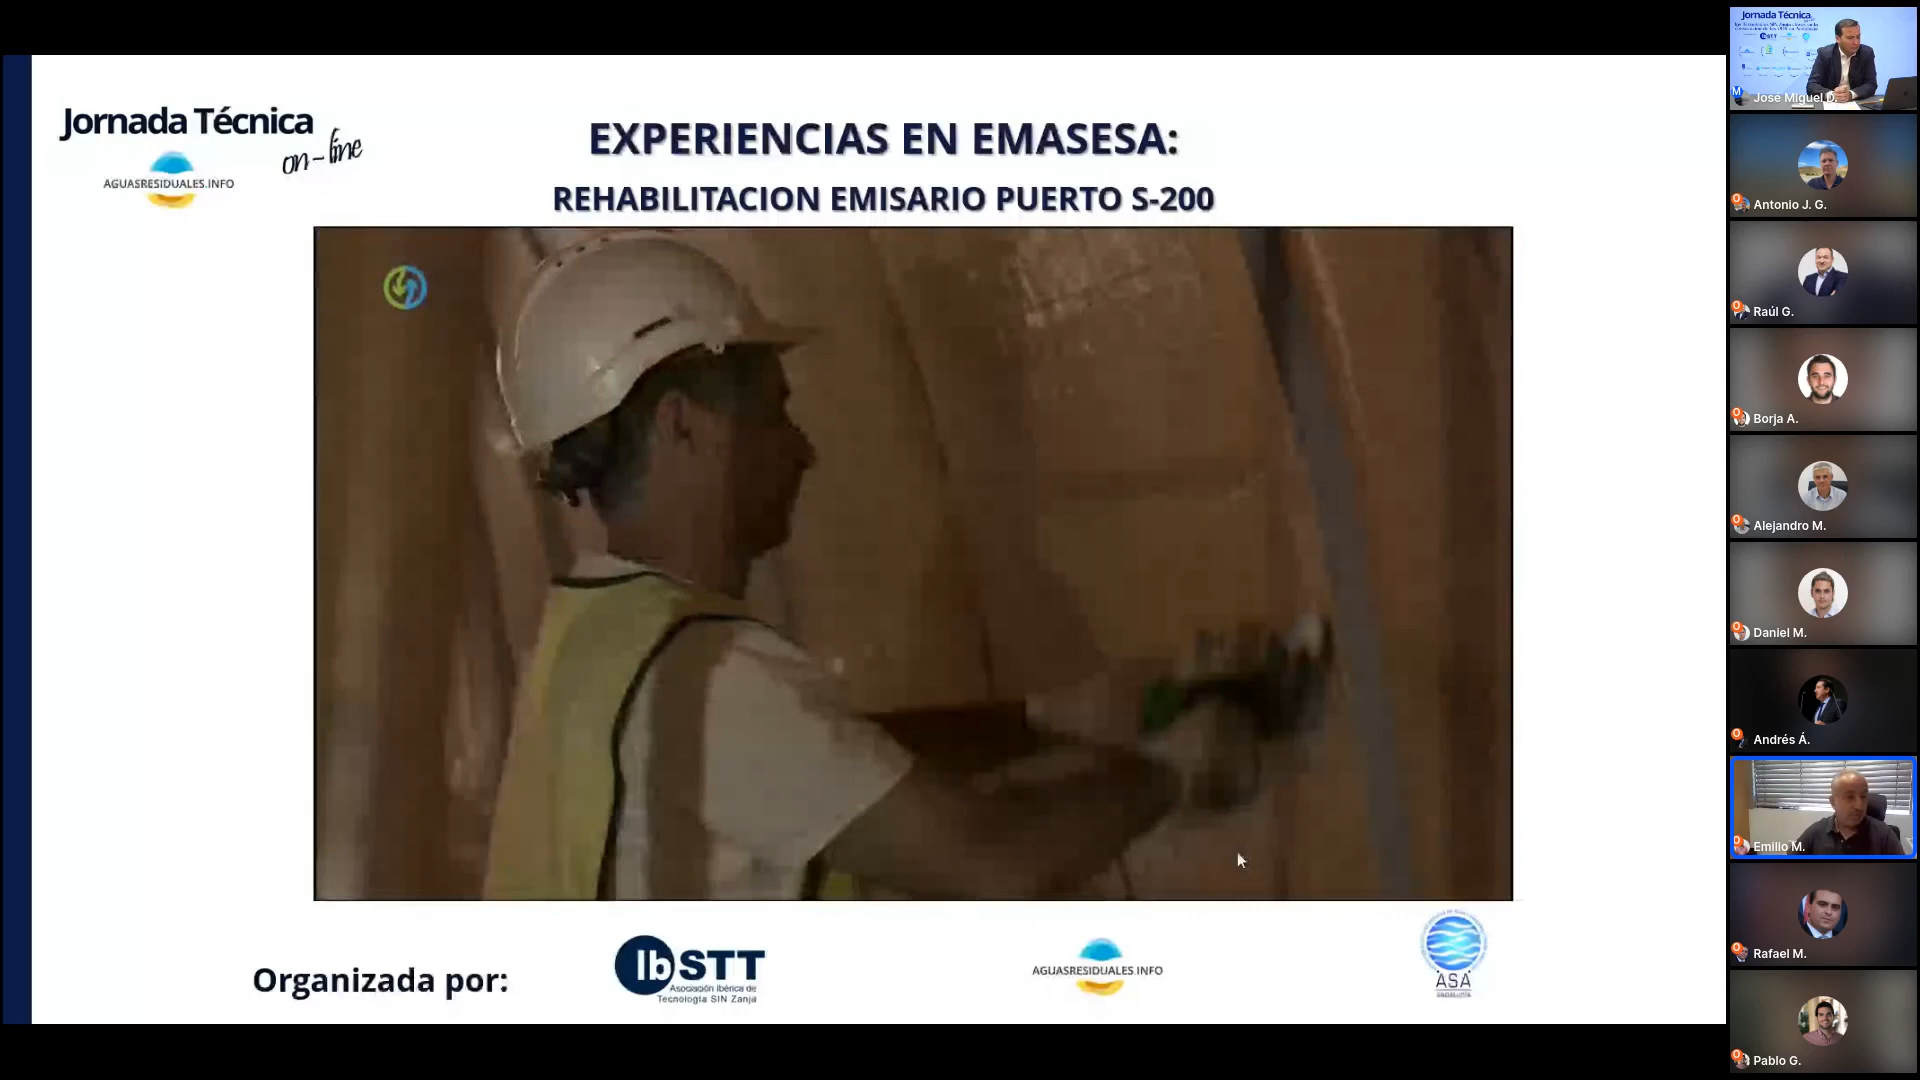 Jornada Técnica
on-line
AGUASRESIDUALES.INFO
EXPERIENCIAS EN EMASESA:
REHABILITACION EMISARIO PUERTO S-200
Organizada por:
IbSTT
Asociación Ibérica de
Tecnología SIN Zanja
AGUASRESIDUALES.INFO
ASA
Jornada Técnica
IbSTT
José Miguel D.
Antonio J. G.
Raúl G.
Borja A.
Alejandro M.
Daniel M.
Andrés Á.
Emilio M.
Rafael M.
Pablo G.